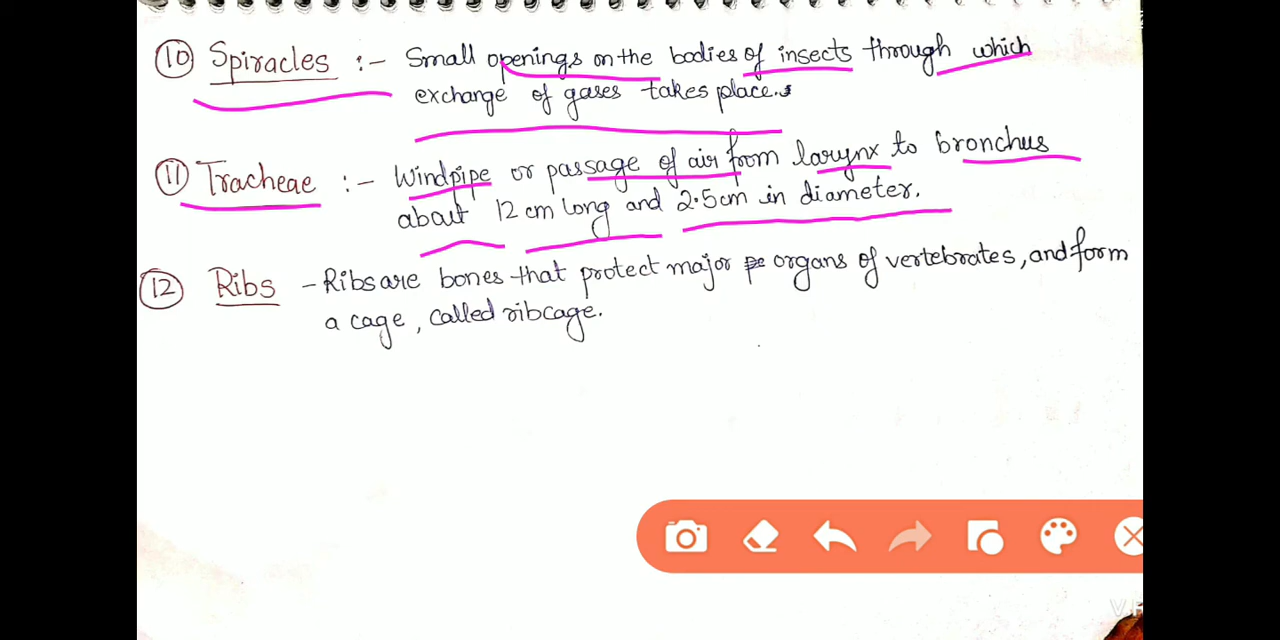 10 Spiracles :- Small openings on the bodies of insects through which
exchange of gases takes place.
11 Tracheae :- Windpipe or passage of air from larynx to bronchus
about 12 cm long and 2.5cm in diameter.
12 Ribs - Ribs are bones that protect major organs of vertebrates, and form
a cage, called ribcage.